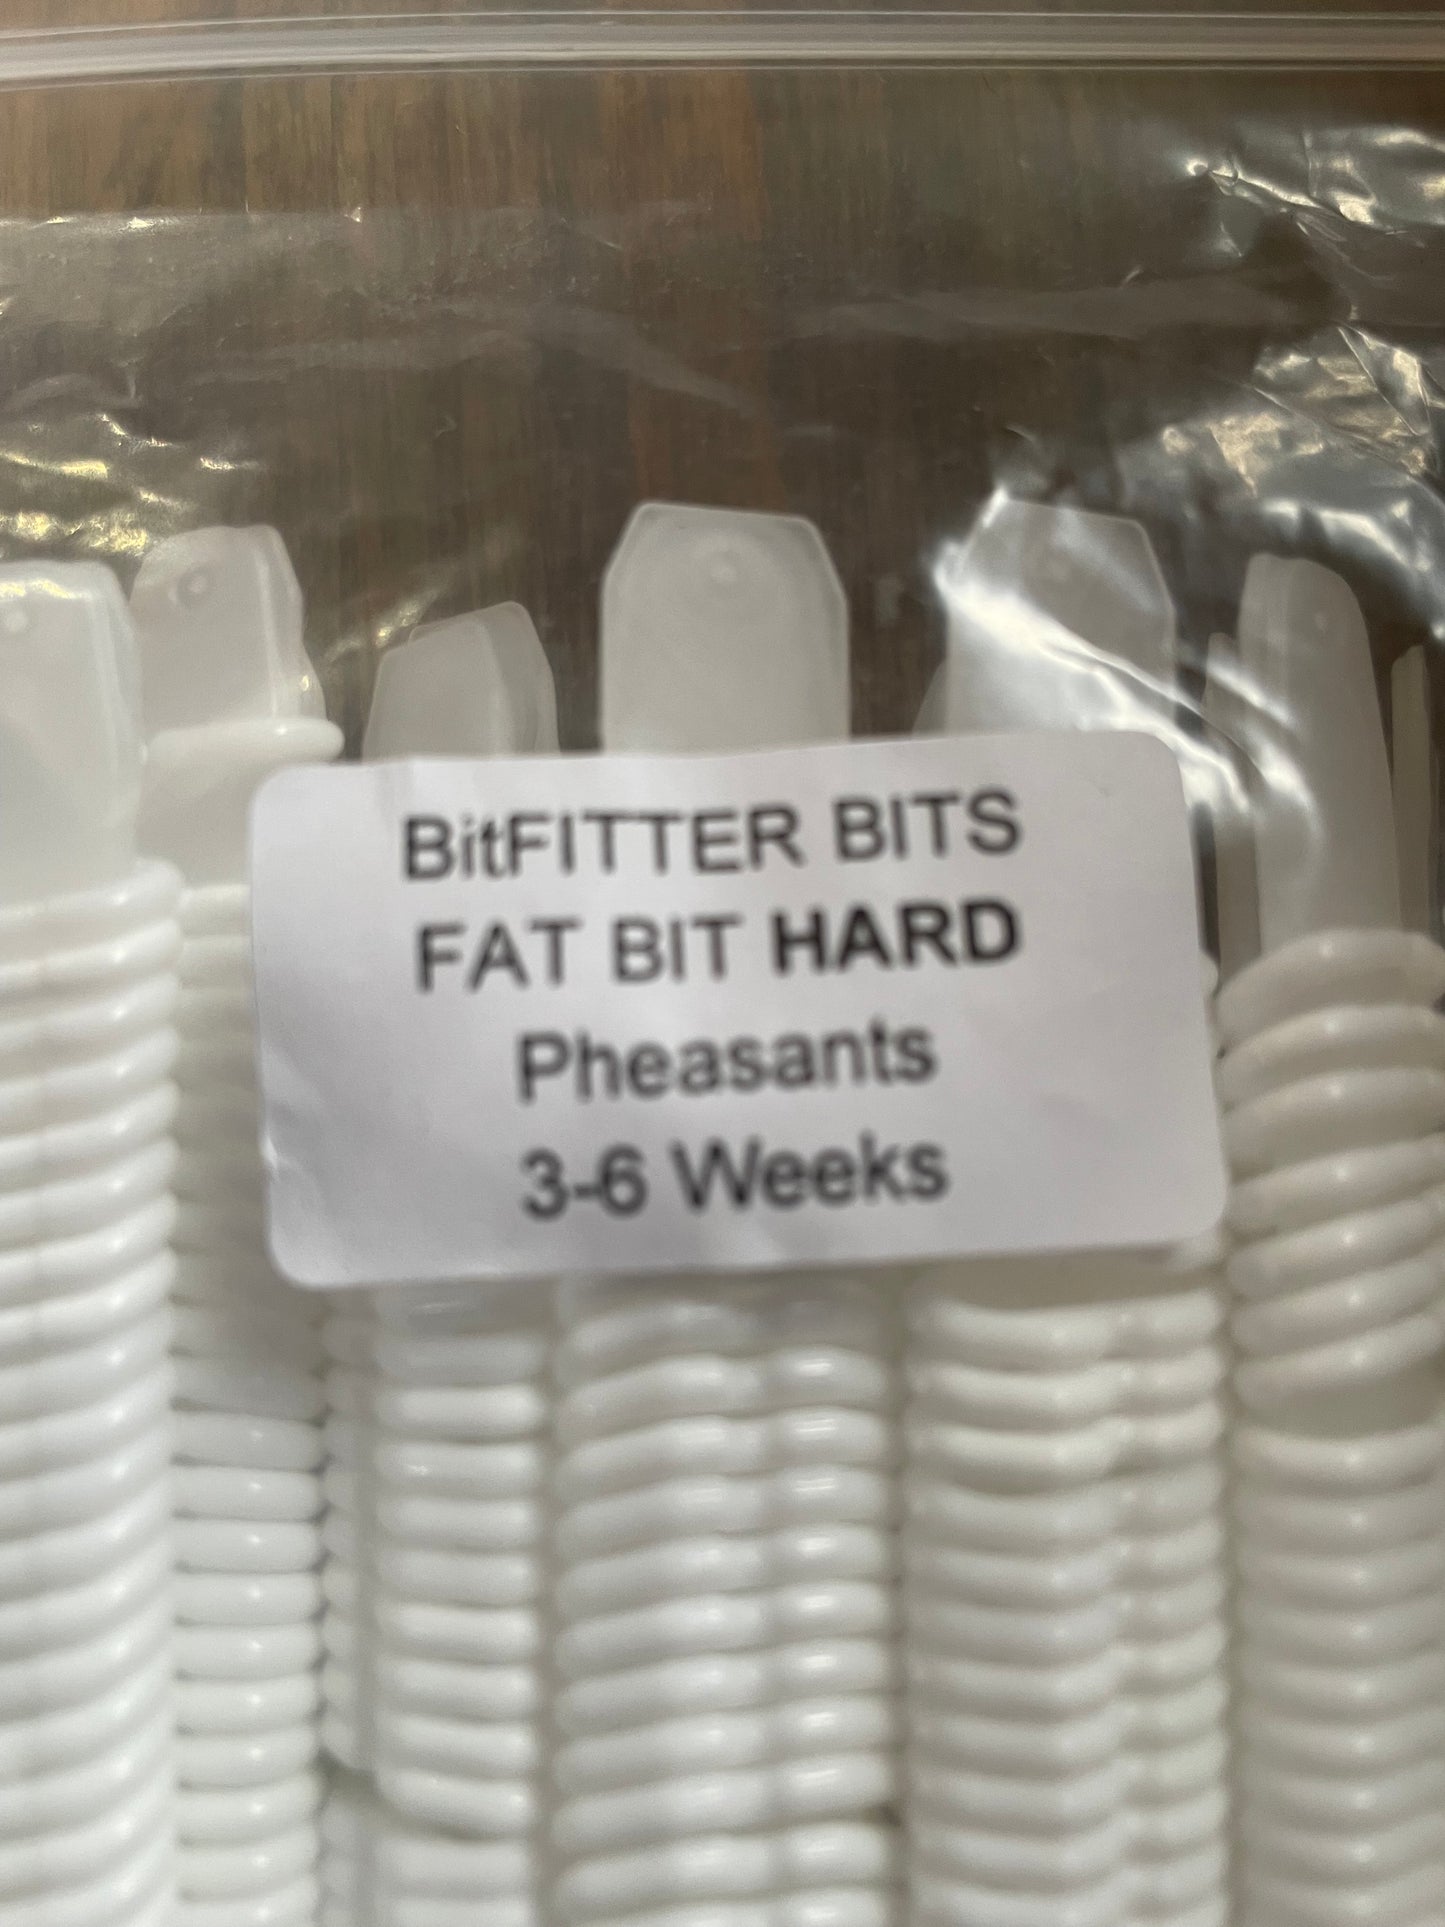 BitFITTER BITS
FAT BIT HARD
Pheasants
3-6 Weeks